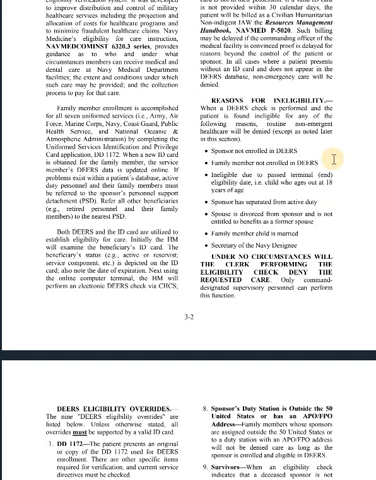 eligibility verification system. It was developed
to improve distribution and control of military
healthcare services including the projection and
allocation of costs for healthcare programs and
to minimize fraudulent healthcare claims. Navy
Medicine's eligibility for care instruction,
NAVMEDCOMINST 6320.3 series, provides
guidance as to who and under what
circumstances members can receive medical and
dental care at Navy Medical Department
facilities; the extent and conditions under which
such care may be provided; and the collection
process to pay for that care.
Family member enrollment is accomplished
for all seven uniformed services (i.e., Army, Air
Force, Marine Corps, Navy, Coast Guard, Public
Health Service, and National Oceanic &
Atmospheric Administration) by completing the
Uniformed Services Identification and Privilege
Card application, DD 1172. When a new ID card
is obtained for the family member, the service
member's DEERS data is updated online. If
problems exist within a patient's database, active
duty personnel and their family members must
be referred to the sponsor's personnel support
detachment (PSD). Refer all other beneficiaries
(e.g., retired personnel and their family
members) to the nearest PSD.
Both DEERS and the ID card are utilized to
establish eligibility for care. Initially the HM
will examine the beneficiary's ID card. The
beneficiary's status (e.g., active or reservist;
service component, etc.) is depicted on the ID
card; also note the date of expiration. Next using
the online computer terminal, the HM will
perform an electronic DEERS check via CHCS;
is not provided within 30 calendar days, the
patient will be billed as a Civilian Humanitarian
Non-indigent IAW the Resources Management
Handbook, NAVMED P-5020. Such billing
may be delayed if the commanding officer of the
medical facility is convinced proof is delayed for
reasons beyond the control of the patient or
sponsor. In all cases where a patient presents
without an ID card and does not appear in the
DEERS database, non-emergency care will be
denied.
REASONS FOR INELIGIBILITY.—
When a DEERS check is performed and the
patient is found ineligible for any of the
following reasons, routine non-emergent
healthcare will be denied (except as noted later
in this section).
• Sponsor not enrolled in DEERS
• Family member not enrolled in DEERS
• Ineligible due to passed terminal (end)
eligibility date, i.e. child who ages out at 18
years of age
• Sponsor has separated from active duty
• Spouse is divorced from sponsor and is not
entitled to benefits as a former spouse
• Family member child is married
• Secretary of the Navy Designee
UNDER NO CIRCUMSTANCES WILL
THE CLERK PERFORMING THE
ELIGIBILITY CHECK DENY THE
REQUESTED CARE. Only command-
designated supervisory personnel can perform
this function.
3-2
DEERS ELIGIBILITY OVERRIDES.—
The nine "DEERS eligibility overrides" are
listed below. Unless otherwise stated, all
overrides must be supported by a valid ID card.
1. DD 1172—The patient presents an original
or copy of the DD 1172 used for DEERS
enrollment. There are other specific items
required for verification, and current service
directives must be checked.
8. Sponsor's Duty Station is Outside the 50
United States or has an APO/FPO
Address—Family members whose sponsors
are assigned outside the 50 United States or
to a duty station with an APO/FPO address
will not be denied care as long as the
sponsor is enrolled and eligible in DEERS.
9. Survivors—When an eligibility check
indicates that a deceased sponsor is not